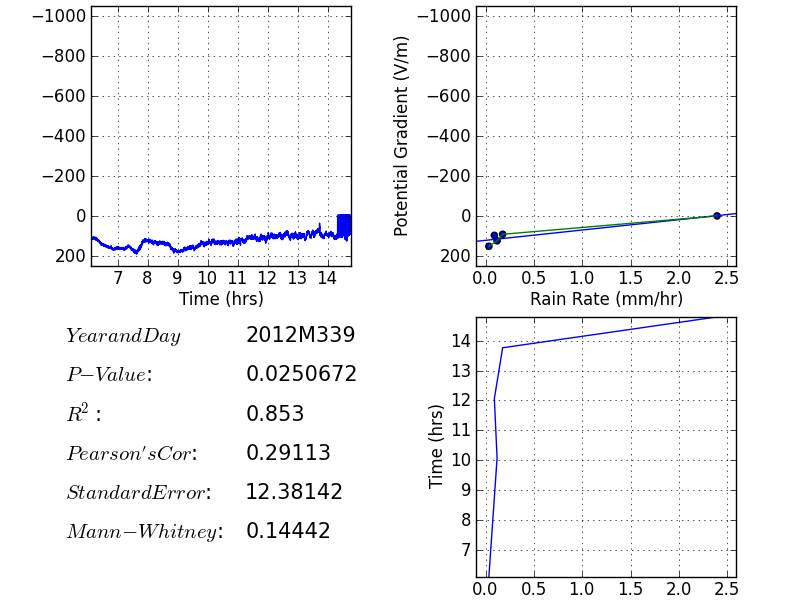 −1000
−800
−600
−400
−200
0
200
7 8 9 10 11 12 13 14
Time (hrs)
Potential Gradient (V/m)
−1000
−800
−600
−400
−200
0
200
0.0 0.5 1.0 1.5 2.0 2.5
Rain Rate (mm/hr)
YearandDay 2012M339
P−Value: 0.0250672
R² : 0.853
Pearson'sCor: 0.29113
StandardError: 12.38142
Mann−Whitney: 0.14442
Time (hrs)
14
13
12
11
10
9
8
7
0.0 0.5 1.0 1.5 2.0 2.5